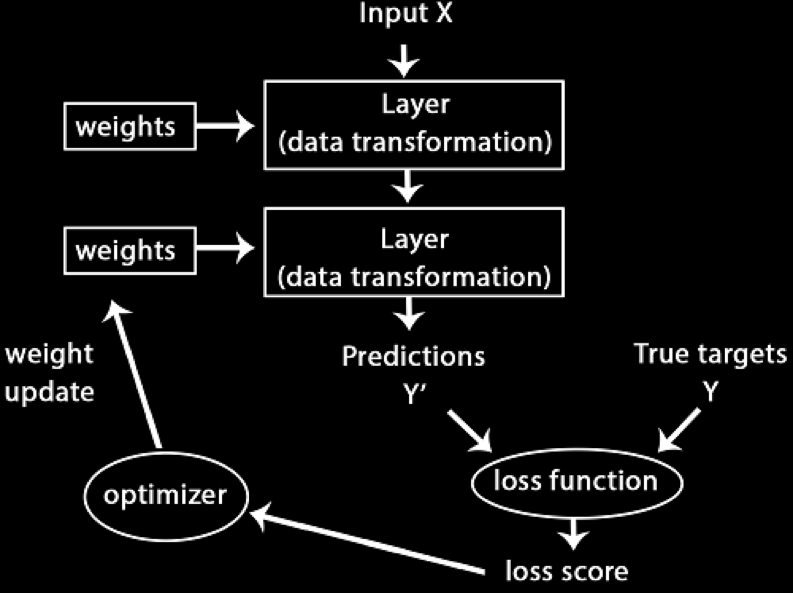 Input X
Layer
(data transformation)
weights
Layer
(data transformation)
weights
weight
update
Predictions
Y’
True targets
Y
loss function
optimizer
loss score